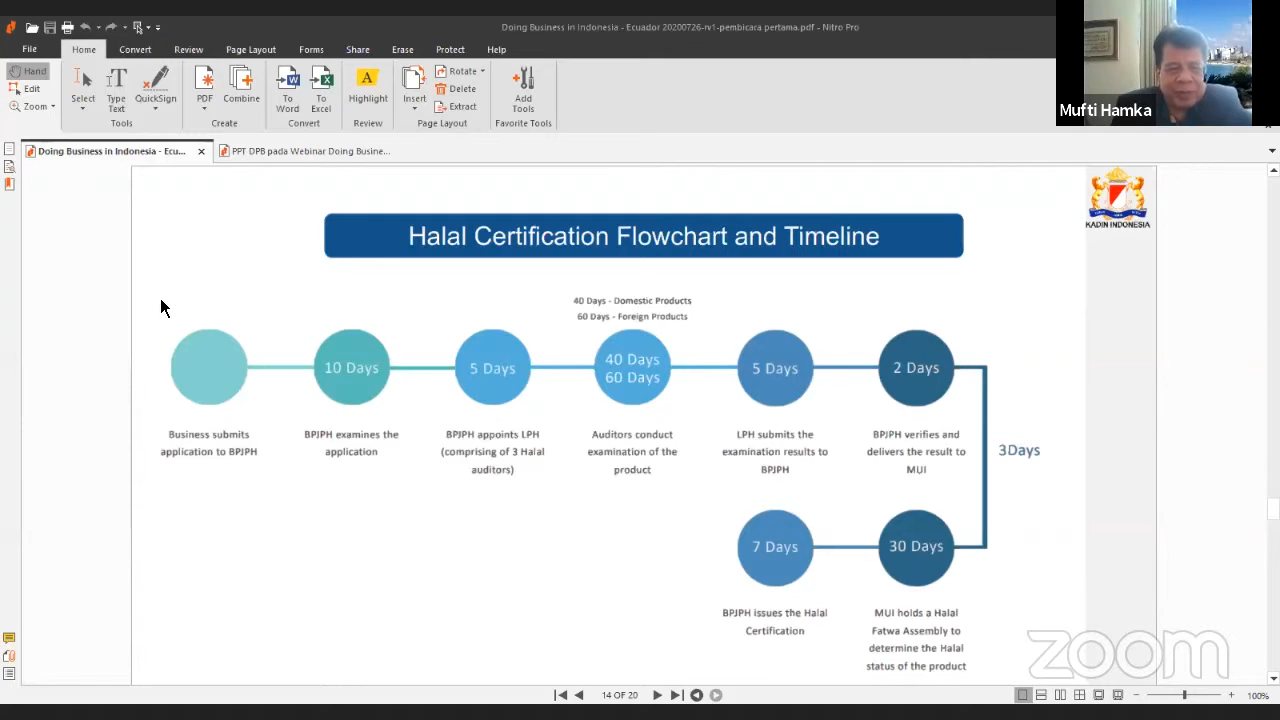 Doing Business in Indonesia - Ecuador 20200726-rv1-pembicara pertama.pdf - Nitro Pro
File Home Convert Review Page Layout Forms Share Erase Protect Help
Hand
Edit
Zoom
Select
Type Text
QuickSign
Tools
PDF
Combine
Create
To Word
To Excel
Convert
Highlight
Review
Insert
Rotate
Delete
Extract
Page Layout
Add Tools
Favorite Tools
Mufti Hamka
Doing Business in Indonesia - Ecu...
PPT DPB pada Webinar Doing Busine...
KADIN INDONESIA
Halal Certification Flowchart and Timeline
40 Days - Domestic Products
60 Days - Foreign Products
10 Days
5 Days
40 Days
60 Days
5 Days
2 Days
Business submits
application to BPJPH
BPJPH examines the
application
BPJPH appoints LPH
(comprising of 3 Halal
auditors)
Auditors conduct
examination of the
product
LPH submits the
examination results to
BPJPH
BPJPH verifies and
delivers the result to
MUI
3Days
7 Days
30 Days
BPJPH issues the Halal
Certification
MUI holds a Halal
Fatwa Assembly to
determine the Halal
status of the product
zoom
14 OF 20
100%